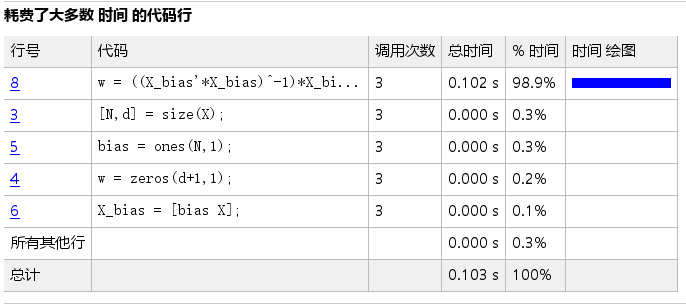 耗费了大多数 时间 的代码行
行号 代码 调用次数 总时间 % 时间 时间 绘图
8 w = ((X_bias'*X_bias)^-1)*X_bi... 3 0.102 s 98.9%
3 [N,d] = size(X); 3 0.000 s 0.3%
5 bias = ones(N,1); 3 0.000 s 0.3%
4 w = zeros(d+1,1); 3 0.000 s 0.2%
6 X_bias = [bias X]; 3 0.000 s 0.1%
所有其他行 0.000 s 0.3%
总计 0.103 s 100%